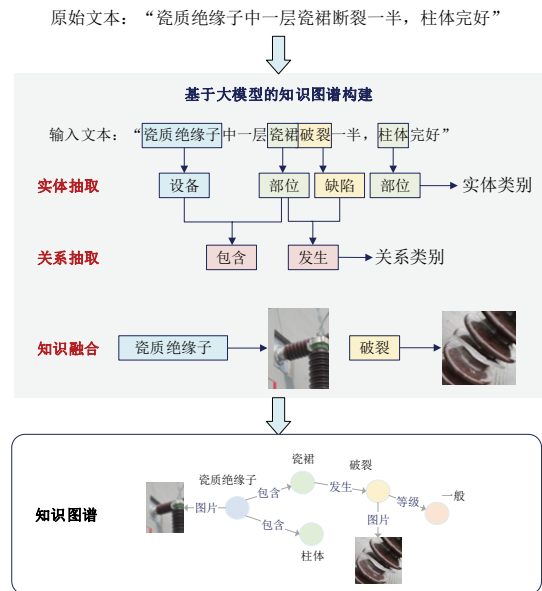 原始文本：“瓷质绝缘子中一层瓷裙断裂一半，柱体完好”
基于大模型的知识图谱构建
输入文本：“瓷质绝缘子中一层瓷裙破裂一半，柱体完好”
实体抽取 设备 部位 缺陷 部位 实体类别
关系抽取 包含 发生 关系类别
知识融合 瓷质绝缘子 破裂
瓷裙 破裂
瓷质绝缘子 一般
包含 发生 等级
知识图谱 图片 包含 图片
柱体